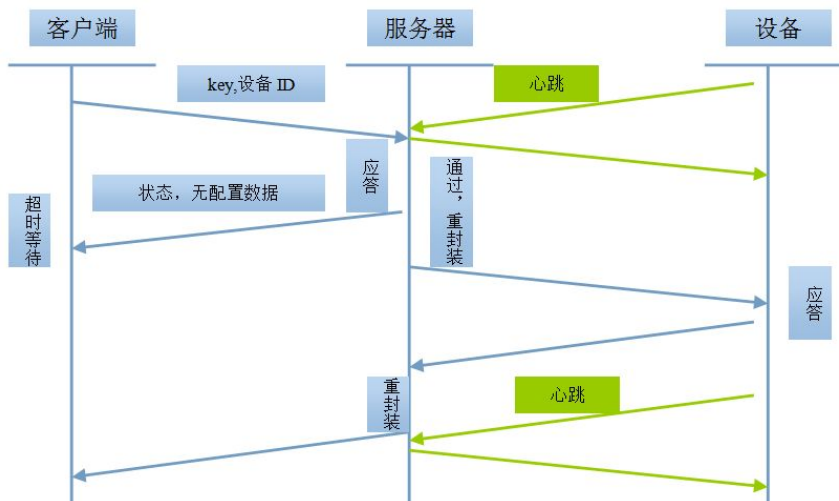 客户端
服务器
设备
key,设备 ID
心跳
应答
通过，重封装
状态，无配置数据
超时等待
应答
重封装
心跳